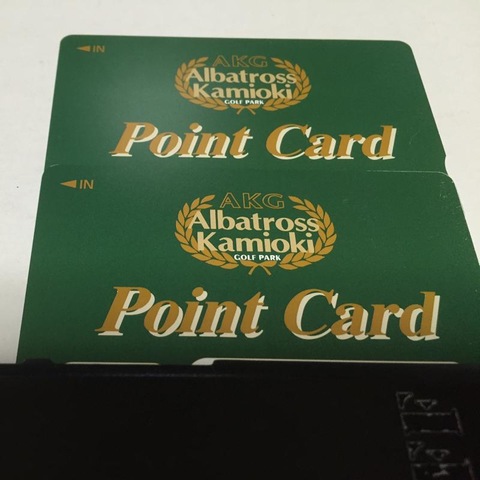 ◄IN
AKG
Albatross
Kamioki
GOLF PARK
Point Card
◄IN
AKG
Albatross
Kamioki
GOLF PARK
Point Card